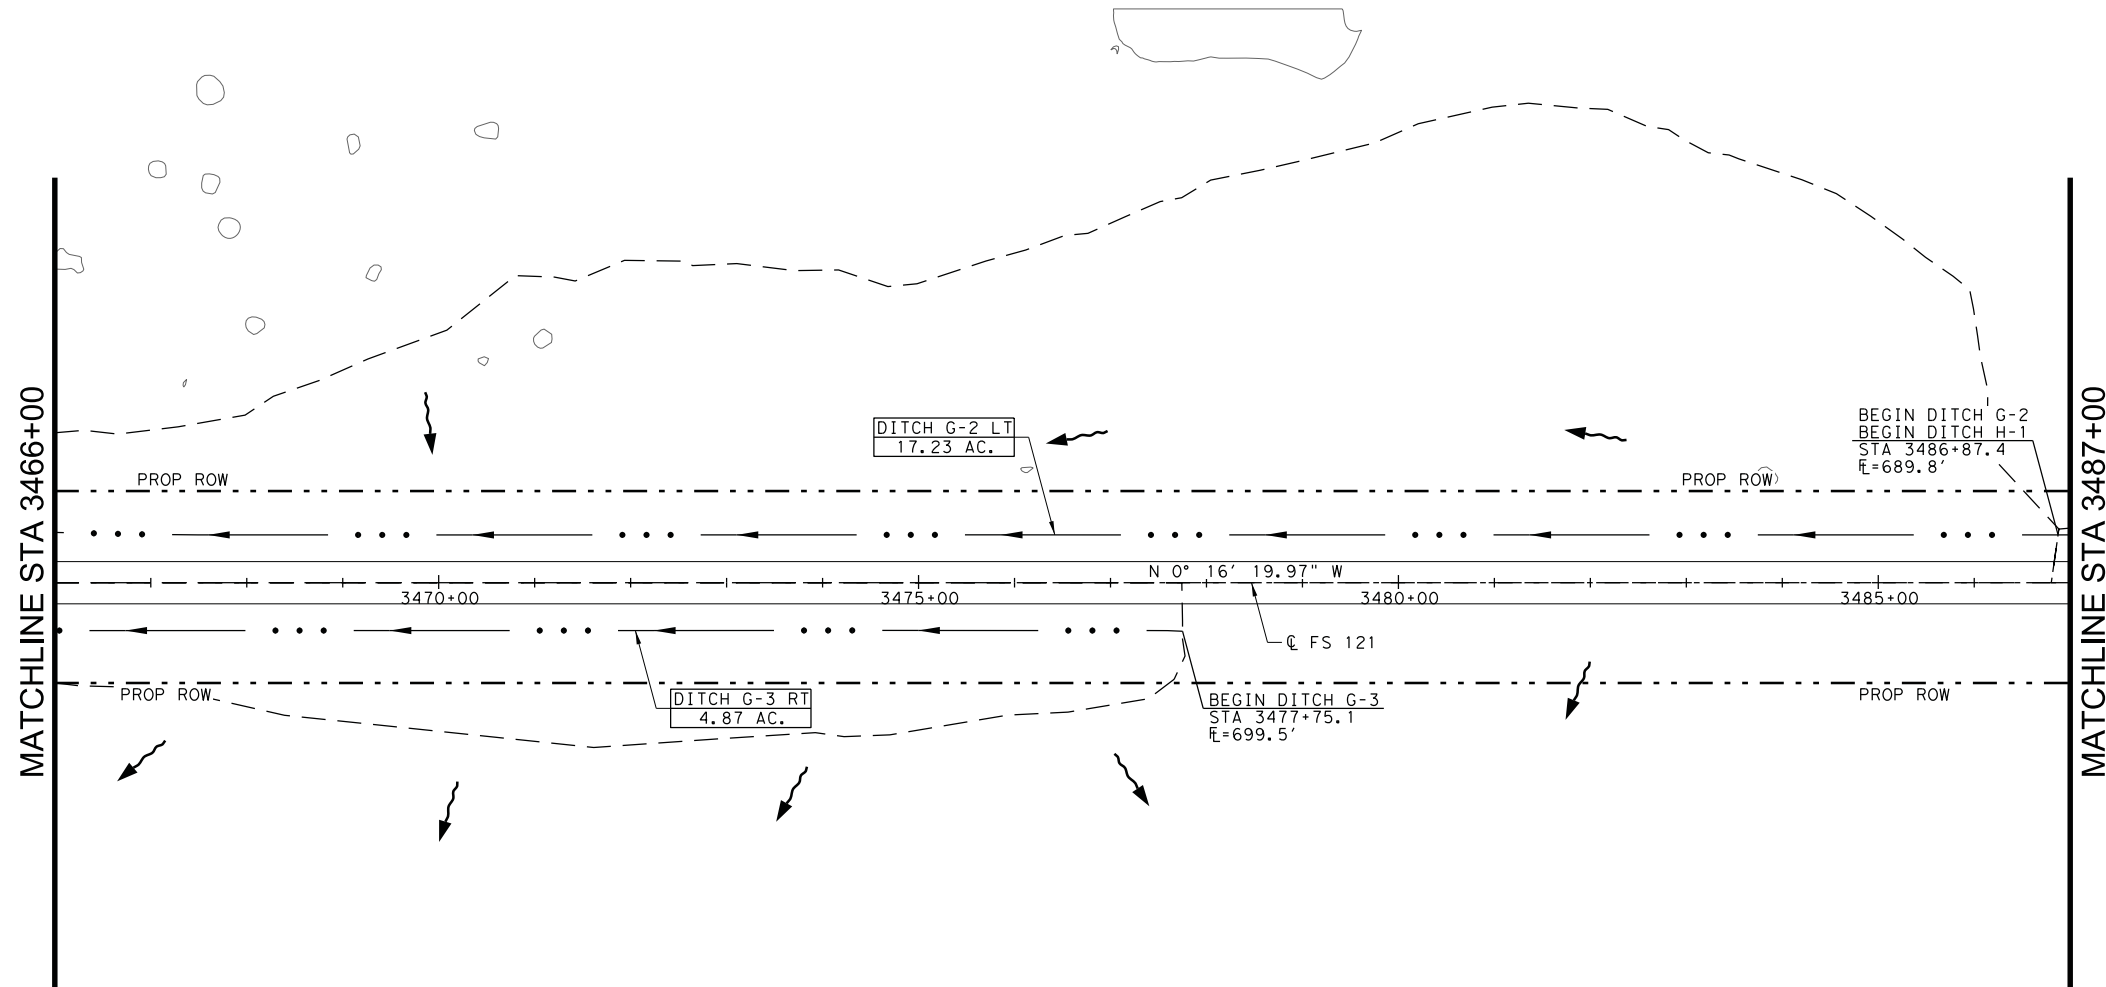 MATCHLINE STA 3466+00
DITCH G-2 LT
17.23 AC.
BEGIN DITCH G-2
BEGIN DITCH H-1
STA 3486+87.4
FL=689.8'
PROP ROW
PROP ROW
N 0° 16' 19.97" W
3470+00
3475+00
3480+00
3485+00
CL FS 121
PROP ROW
DITCH G-3 RT
4.87 AC.
BEGIN DITCH G-3
STA 3477+75.1
FL=699.5'
PROP ROW
MATCHLINE STA 3487+00